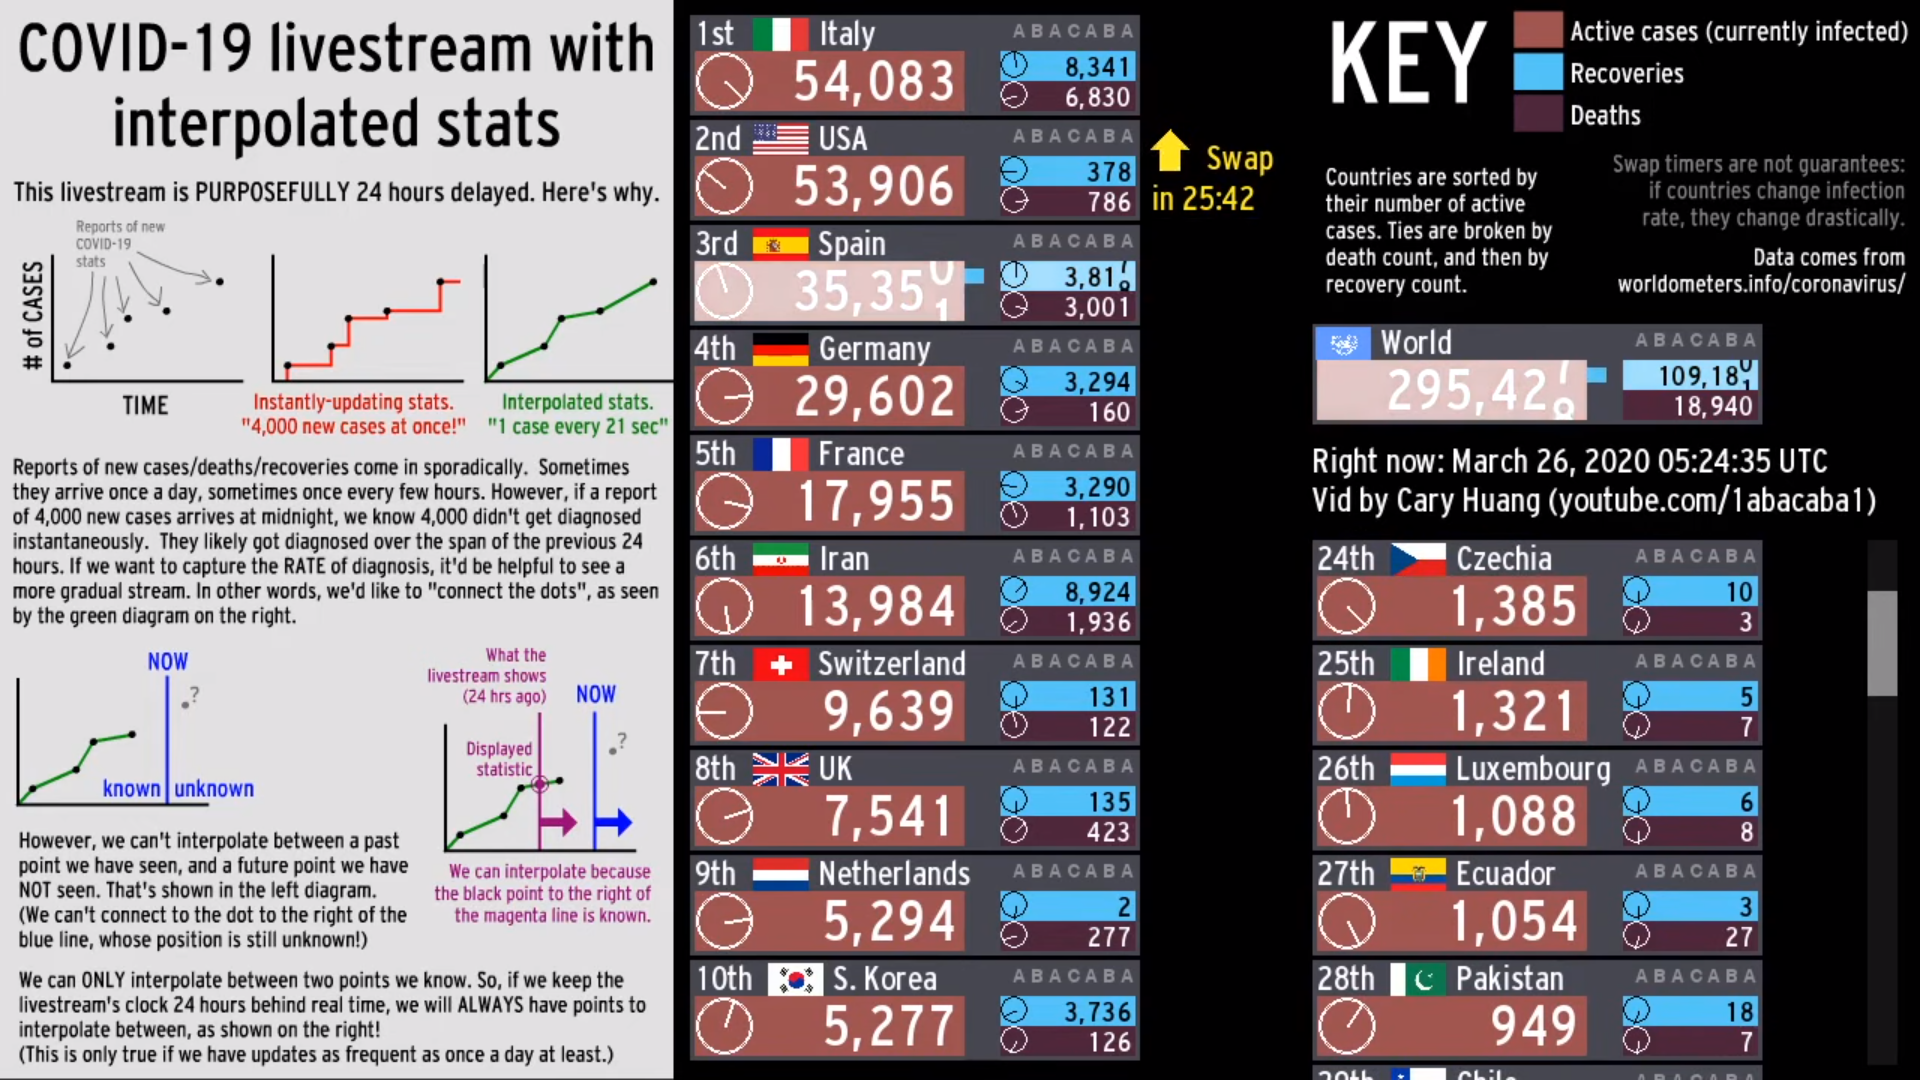 COVID-19 livestream with
interpolated stats
This livestream is PURPOSEFULLY 24 hours delayed. Here's why.
Reports of new
COVID-19
stats
# of CASES
TIME
Instantly-updating stats.
"4,000 new cases at once!"
Interpolated stats.
"1 case every 21 sec"
Reports of new cases/deaths/recoveries come in sporadically. Sometimes
they arrive once a day, sometimes once every few hours. However, if a report
of 4,000 new cases arrives at midnight, we know 4,000 didn't get diagnosed
instantaneously. They likely got diagnosed over the span of the previous 24
hours. If we want to capture the RATE of diagnosis, it'd be helpful to see a
more gradual stream. In other words, we'd like to "connect the dots", as seen
by the green diagram on the right.
NOW
?
known unknown
What the
livestream shows
(24 hrs ago)
NOW
Displayed
statistic
?
However, we can't interpolate between a past
point we have seen, and a future point we have
NOT seen. That's shown in the left diagram.
(We can't connect to the dot to the right of the
blue line, whose position is still unknown!)
We can interpolate because
the black point to the right of
the magenta line is known.
We can ONLY interpolate between two points we know. So, if we keep the
livestream's clock 24 hours behind real time, we will ALWAYS have points to
interpolate between, as shown on the right!
(This is only true if we have updates as frequent as once a day at least.)
1st Italy ABACABA
54,083 8,341
6,830
2nd USA ABACABA
53,906 378
786
Swap
in 25:42
3rd Spain ABACABA
3,001
4th Germany ABACABA
29,602 3,294
160
5th France ABACABA
17,955 3,290
1,103
6th Iran ABACABA
13,984 8,924
1,936
7th Switzerland ABACABA
9,639 131
122
8th UK ABACABA
7,541 135
423
9th Netherlands ABACABA
5,294 2
277
10th S. Korea ABACABA
5,277 3,736
126
KEY
Active cases (currently infected)
Recoveries
Deaths
Countries are sorted by
their number of active
cases. Ties are broken by
death count, and then by
recovery count.
Swap timers are not guarantees:
if countries change infection
rate, they change drastically.
Data comes from
worldometers.info/coronavirus/
World ABACABA
18,940
Right now: March 26, 2020 05:24:35 UTC
Vid by Cary Huang (youtube.com/1abacaba1)
24th Czechia ABACABA
1,385 10
3
25th Ireland ABACABA
1,321 5
7
26th Luxembourg ABACABA
1,088 6
8
27th Ecuador ABACABA
1,054 3
27
28th Pakistan ABACABA
949 18
7